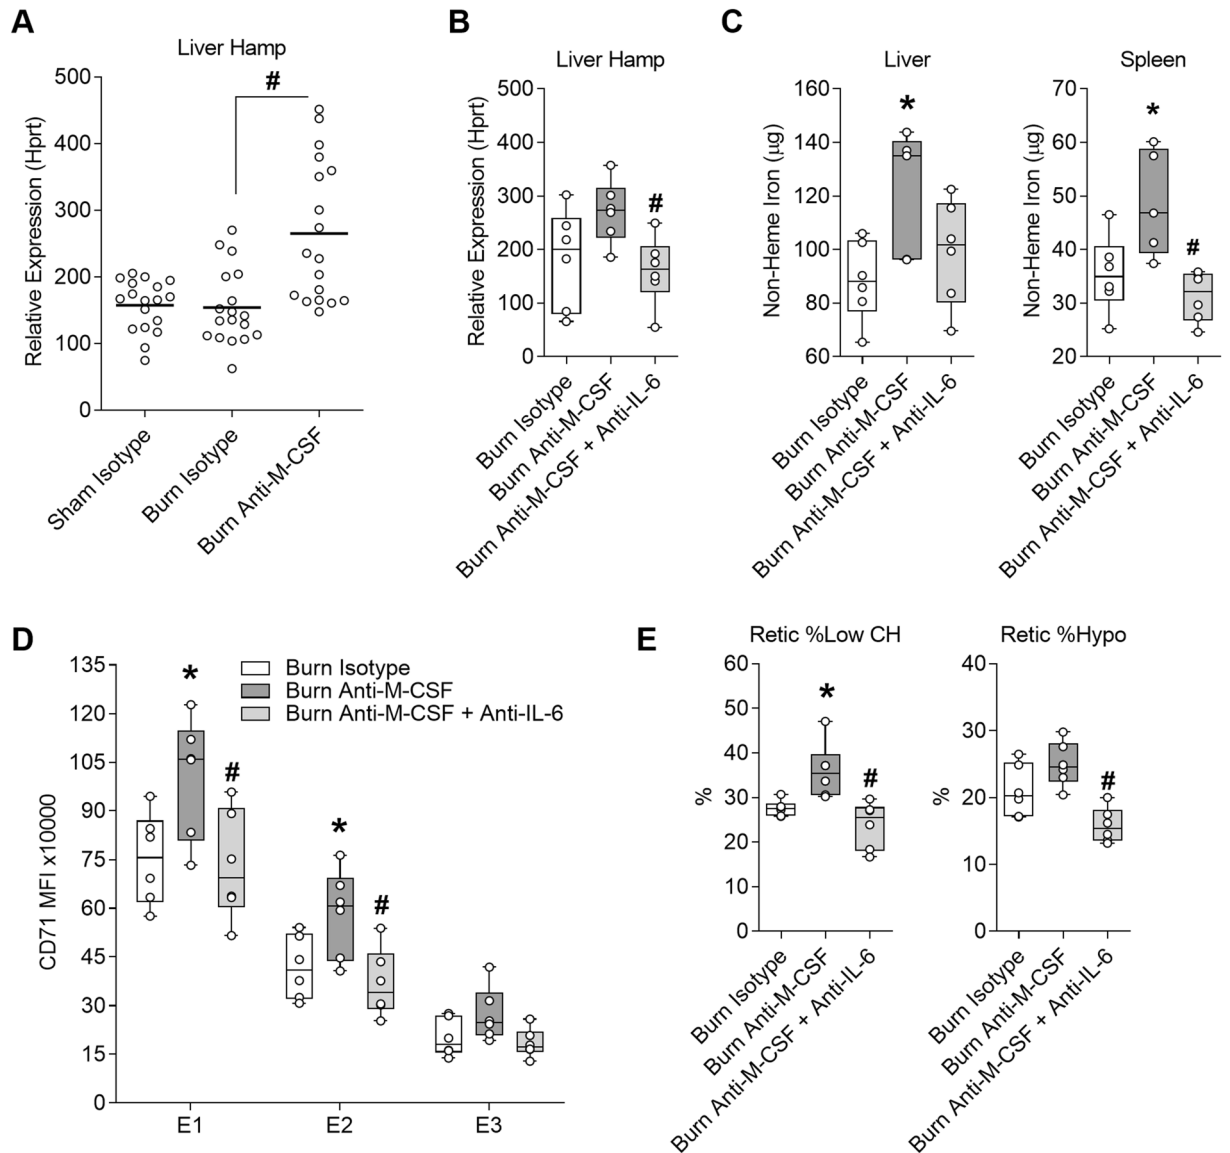 A
Liver Hamp
Relative Expression (Hprt)
500
400
300
200
100
0
#
Sham Isotype
Burn Isotype
Burn Anti-M-CSF
B
Liver Hamp
Relative Expression (Hprt)
500
400
300
200
100
0
#
Burn Isotype
Burn Anti-M-CSF
Burn Anti-M-CSF + Anti-IL-6
C
Liver
Non-Heme Iron (μg)
160
140
120
100
80
60
*
Burn Isotype
Burn Anti-M-CSF
Burn Anti-M-CSF + Anti-IL-6
Spleen
Non-Heme Iron (μg)
70
60
50
40
30
20
*
#
Burn Isotype
Burn Anti-M-CSF
Burn Anti-M-CSF + Anti-IL-6
D
CD71 MFI x10000
135
120
105
90
75
60
45
30
15
0
Burn Isotype
Burn Anti-M-CSF
Burn Anti-M-CSF + Anti-IL-6
*
#
*
#
E1
E2
E3
E
Retic %Low CH
%
60
50
40
30
20
10
0
*
#
Burn Isotype
Burn Anti-M-CSF
Burn Anti-M-CSF + Anti-IL-6
Retic %Hypo
%
40
30
20
10
0
#
Burn Isotype
Burn Anti-M-CSF
Burn Anti-M-CSF + Anti-IL-6